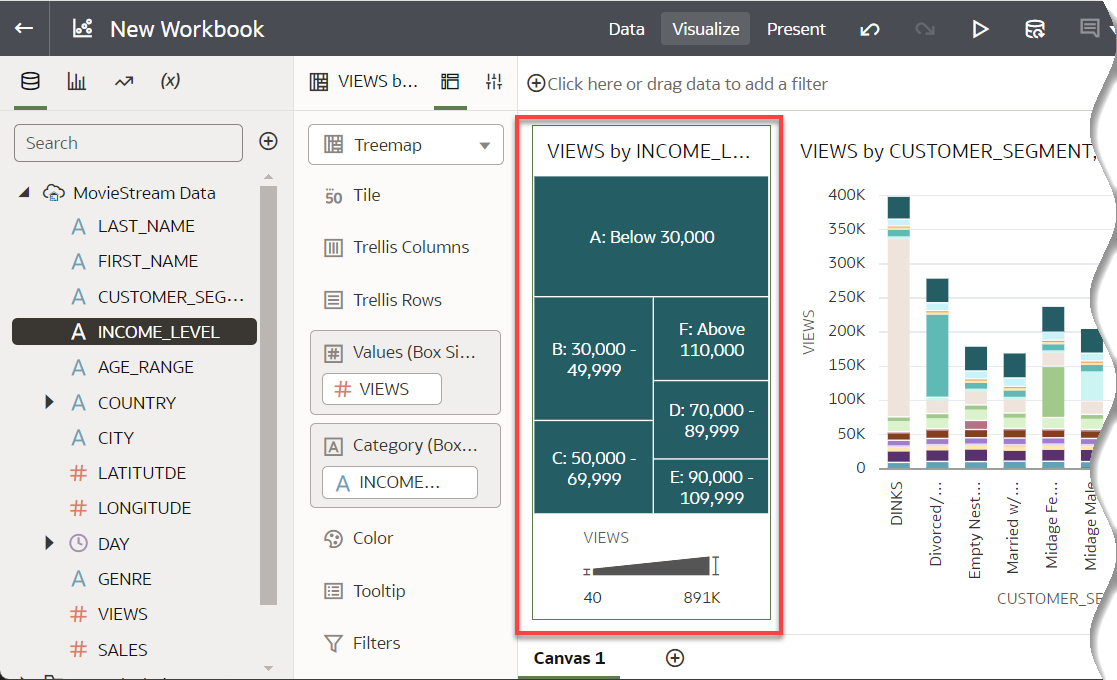 New Workbook
Data Visualize Present
(x)
VIEWS b...
Click here or drag data to add a filter
Search
MovieStream Data
A LAST_NAME
A FIRST_NAME
A CUSTOMER_SEG...
A INCOME_LEVEL
A AGE_RANGE
A COUNTRY
A CITY
# LATITUTDE
# LONGITUDE
DAY
A GENRE
# VIEWS
# SALES
Treemap
50 Tile
Trellis Columns
Trellis Rows
# Values (Box Si...
# VIEWS
A Category (Box...
A INCOME...
Color
Tooltip
Filters
VIEWS by INCOME_L...
A: Below 30,000
B: 30,000 -
49,999
C: 50,000 -
69,999
F: Above
110,000
D: 70,000 -
89,999
E: 90,000 -
109,999
VIEWS
40 891K
VIEWS by CUSTOMER_SEGMENT,
VIEWS
400K
350K
300K
250K
200K
150K
100K
50K
0
DINKS
Divorced/...
Empty Nest...
Married w/...
Midage Fe...
Midage Male
CUSTOMER_SE
Canvas 1